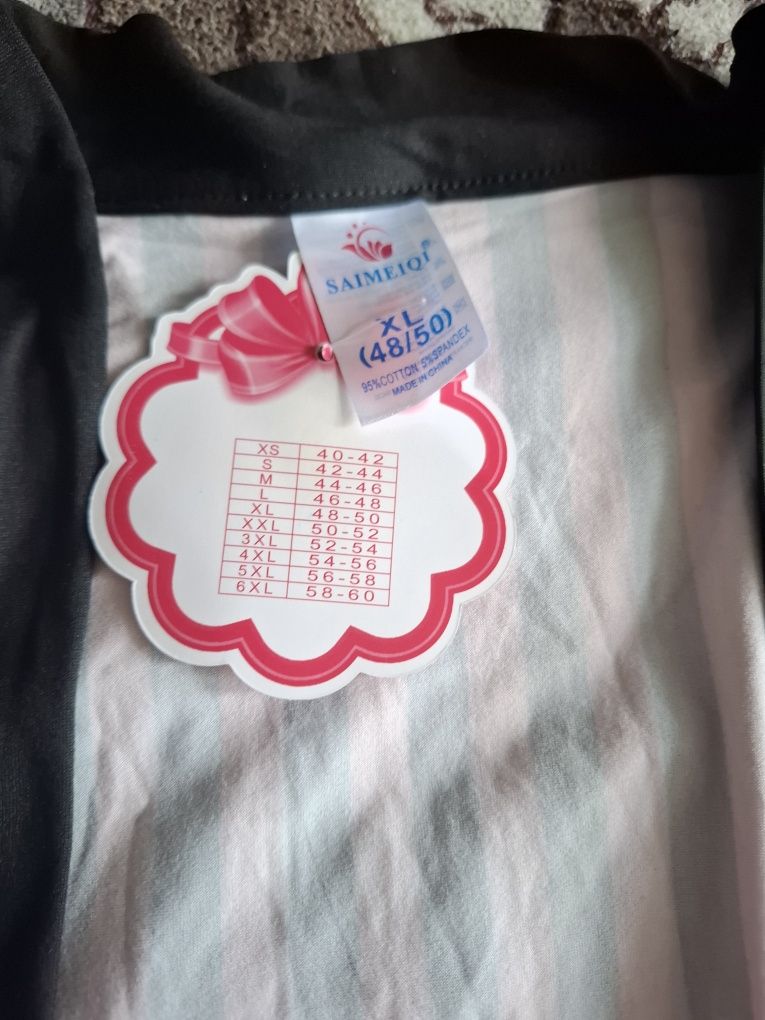 SAIMEIQI®
XL
(48/50)
95%COTTON 5%SPANDEX
MADE IN CHINA
XS 40-42
S 42-44
M 44-46
L 46-48
XL 48-50
XXL 50-52
3XL 52-54
4XL 54-56
5XL 56-58
6XL 58-60